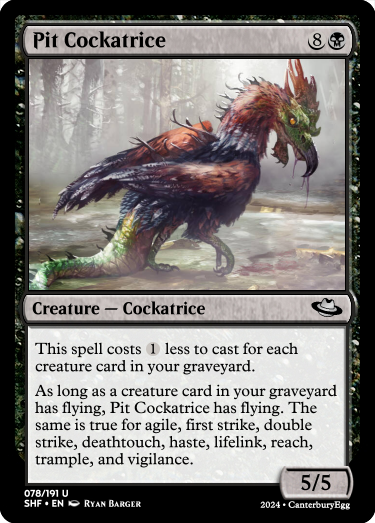 Pit Cockatrice 8
Creature — Cockatrice
This spell costs 1 less to cast for each
creature card in your graveyard.
As long as a creature card in your graveyard
has flying, Pit Cockatrice has flying. The
same is true for agile, first strike, double
strike, deathtouch, haste, lifelink, reach,
trample, and vigilance.
5/5
078/191 U
SHF • EN Ryan Barger
2024 • CanterburyEgg